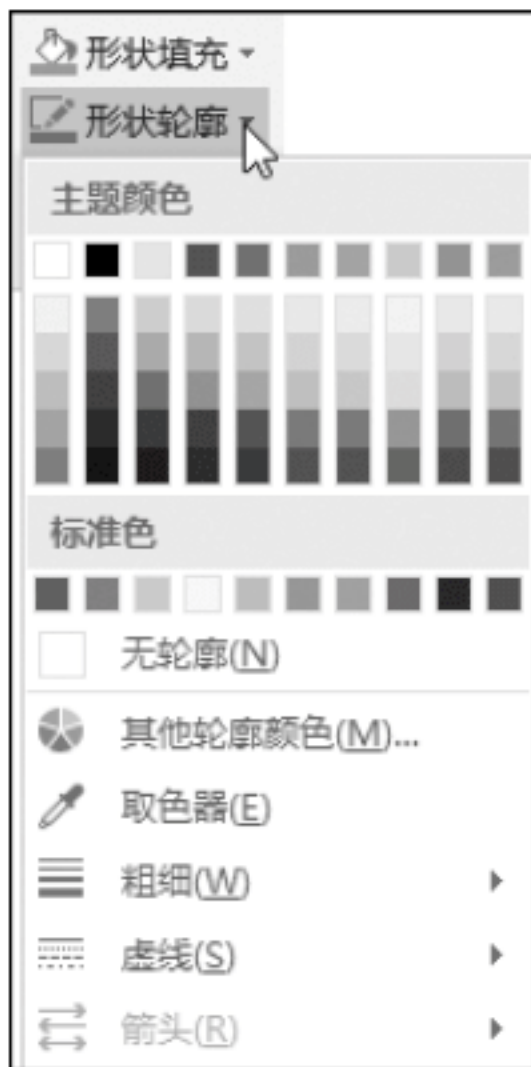 形状填充
形状轮廓
主题颜色
标准色
无轮廓(N)
其他轮廓颜色(M)...
取色器(E)
粗细(W)
虚线(S)
箭头(R)